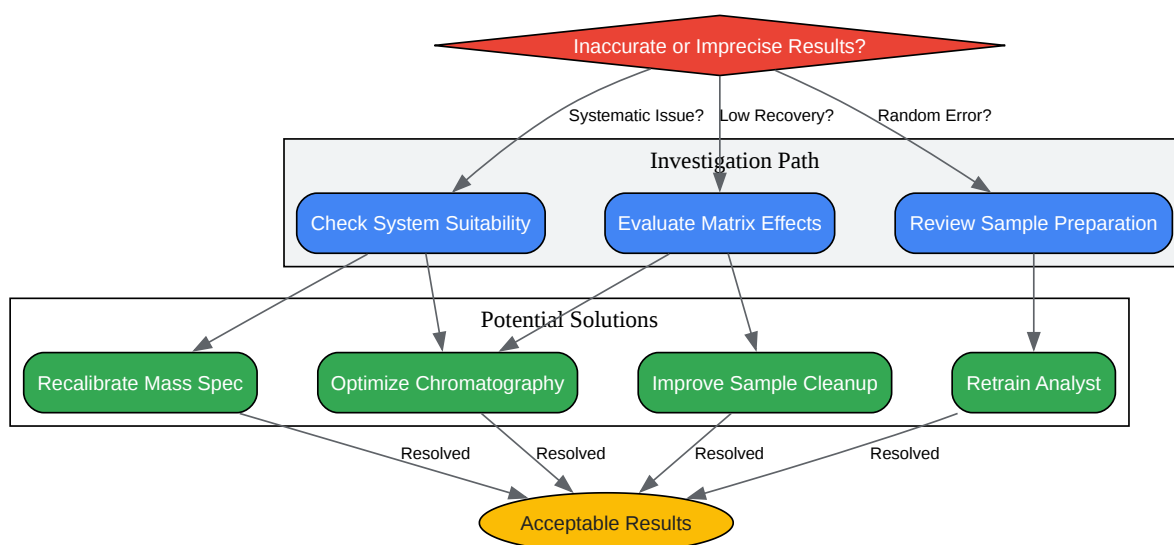 Inaccurate or Imprecise Results?
Systematic Issue?
Low Recovery?
Random Error?
Investigation Path
Check System Suitability
Evaluate Matrix Effects
Review Sample Preparation
Potential Solutions
Recalibrate Mass Spec
Optimize Chromatography
Improve Sample Cleanup
Retrain Analyst
Resolved
Resolved
Resolved
Resolved
Acceptable Results